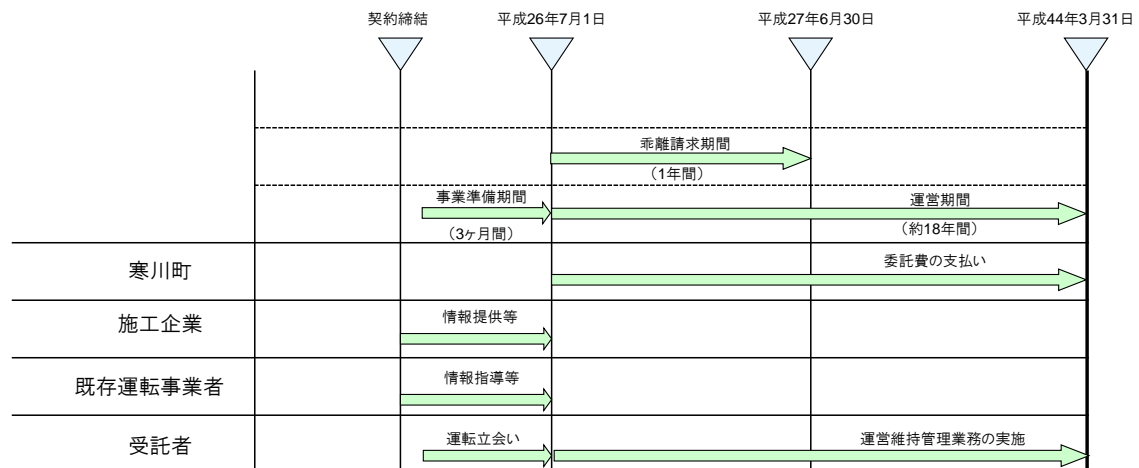 契約締結 平成26年7月1日 平成27年6月30日 平成44年3月31日
乖離請求期間
（1年間）
事業準備期間 運営期間
（3ヶ月間） （約18年間）
寒川町 委託費の支払い
施工企業 情報提供等
既存運転事業者 情報指導等
受託者 運転立会い 運営維持管理業務の実施